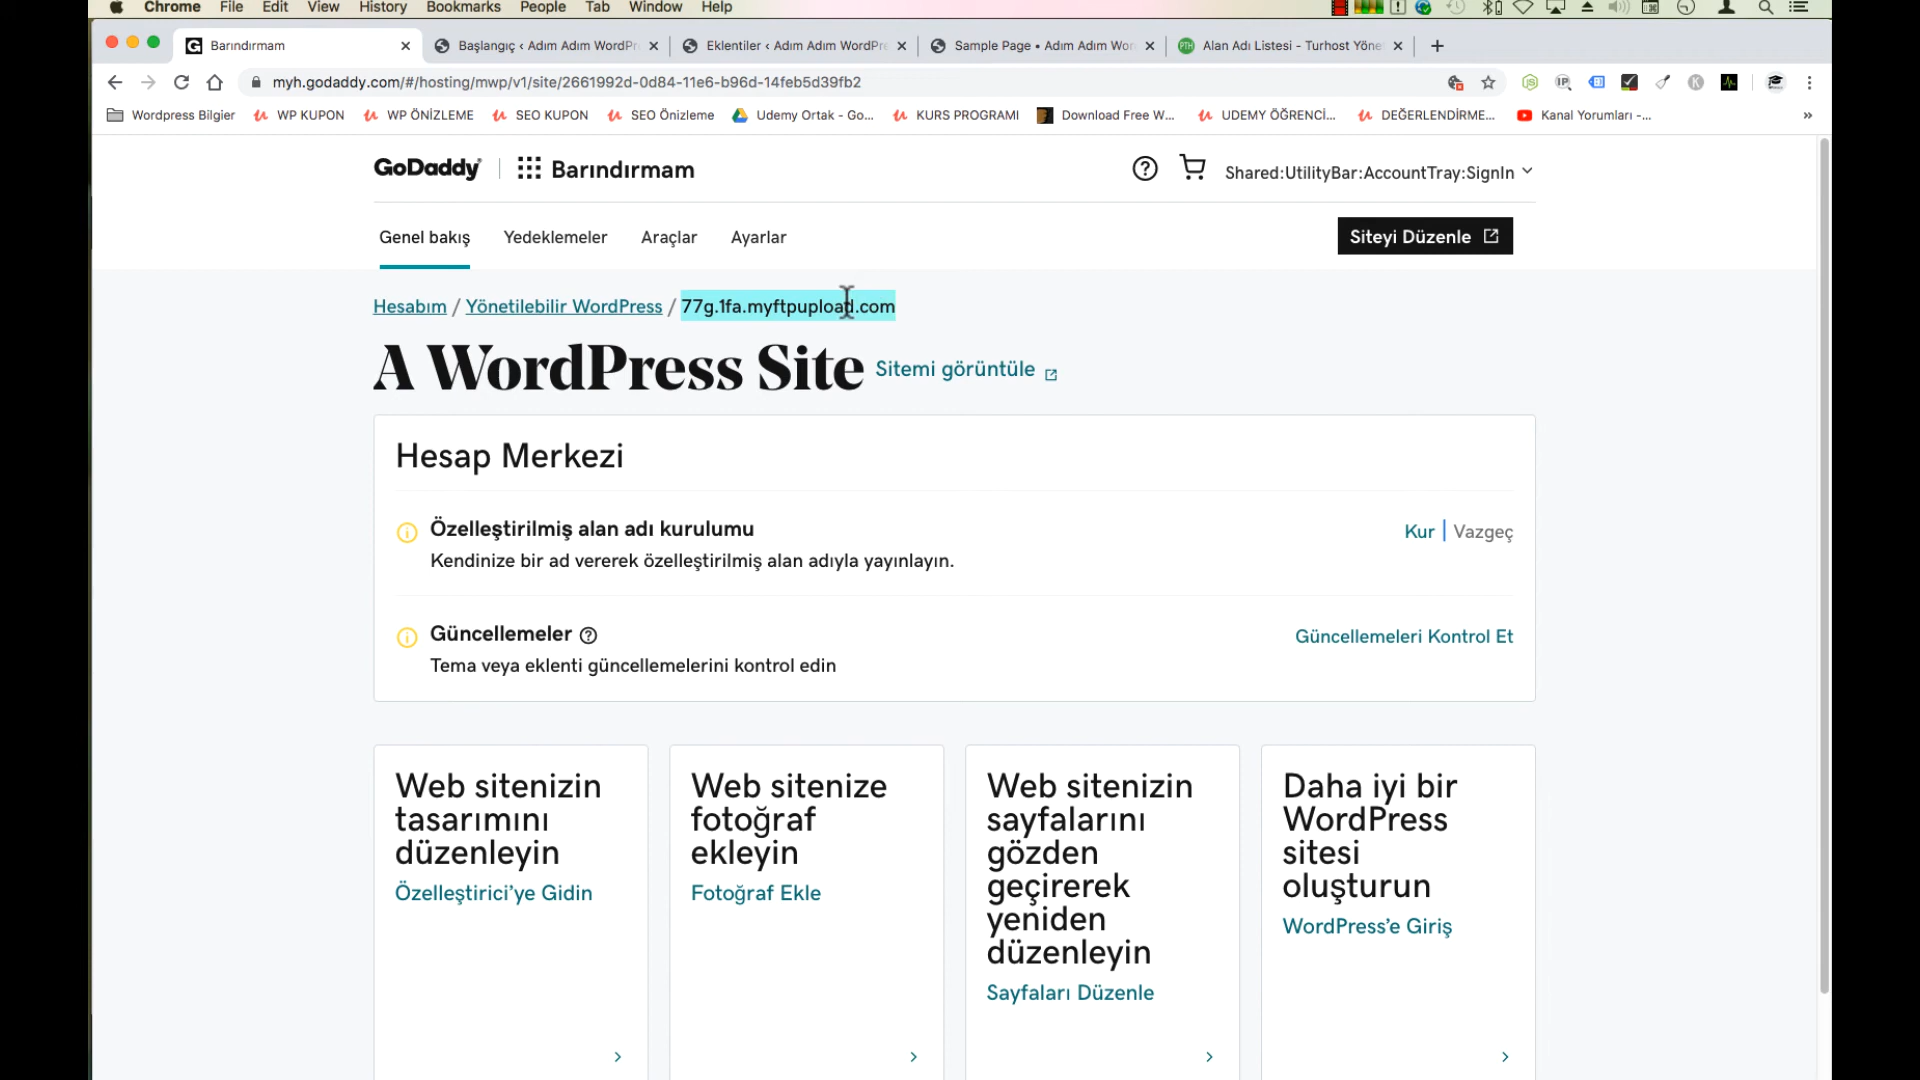 Chrome File Edit View History Bookmarks People Tab Window Help
Barındırmam
Başlangıç ‹ Adım Adım WordPr
Eklentiler ‹ Adım Adım WordPre
Sample Page • Adım Adım Wor
Alan Adı Listesi - Turhost Yöne
myh.godaddy.com/#/hosting/mwp/v1/site/2661992d-0d84-11e6-b96d-14feb5d39fb2
Wordpress Bilgier WP KUPON WP ÖNİZLEME SEO KUPON SEO Önizleme Udemy Ortak - Go... KURS PROGRAMI Download Free W... UDEMY ÖĞRENCİ... DEĞERLENDİRME... Kanal Yorumları -... »
GoDaddy Barındırmam Shared:UtilityBar:AccountTray:SignIn
Genel bakış Yedeklemeler Araçlar Ayarlar Siteyi Düzenle
Hesabım / Yönetilebilir WordPress / 77g.1fa.myftpupload.com
A WordPress Site Sitemi görüntüle
Hesap Merkezi
Özelleştirilmiş alan adı kurulumu
Kur | Vazgeç
Kendinize bir ad vererek özelleştirilmiş alan adıyla yayınlayın.
Güncellemeler
Güncellemeleri Kontrol Et
Tema veya eklenti güncellemelerini kontrol edin
Web sitenizin
tasarımını
düzenleyin
Özelleştirici'ye Gidin
Web sitenize
fotoğraf
ekleyin
Fotoğraf Ekle
Web sitenizin
sayfalarını
gözden
geçirerek
yeniden
düzenleyin
Sayfaları Düzenle
Daha iyi bir
WordPress
sitesi
oluşturun
WordPress'e Giriş